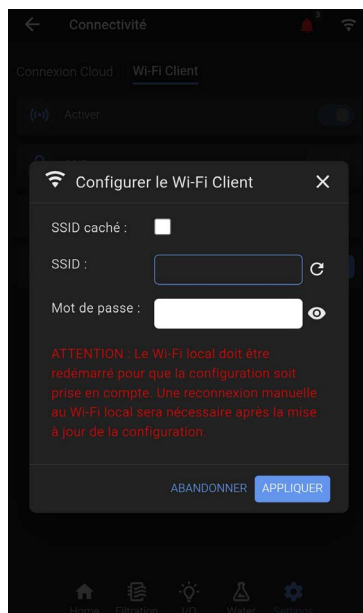 Connectivité
3
Connexion Cloud Wi-Fi Client
Activer
Configurer le Wi-Fi Client
SSID caché :
SSID :
Mot de passe :
ATTENTION : Le Wi-Fi local doit être
redémarré pour que la configuration soit
prise en compte. Une reconnexion manuelle
au Wi-Fi local sera nécessaire après la mise
à jour de la configuration.
ABANDONNER APPLIQUER
Home Filtration I/O Water Settings